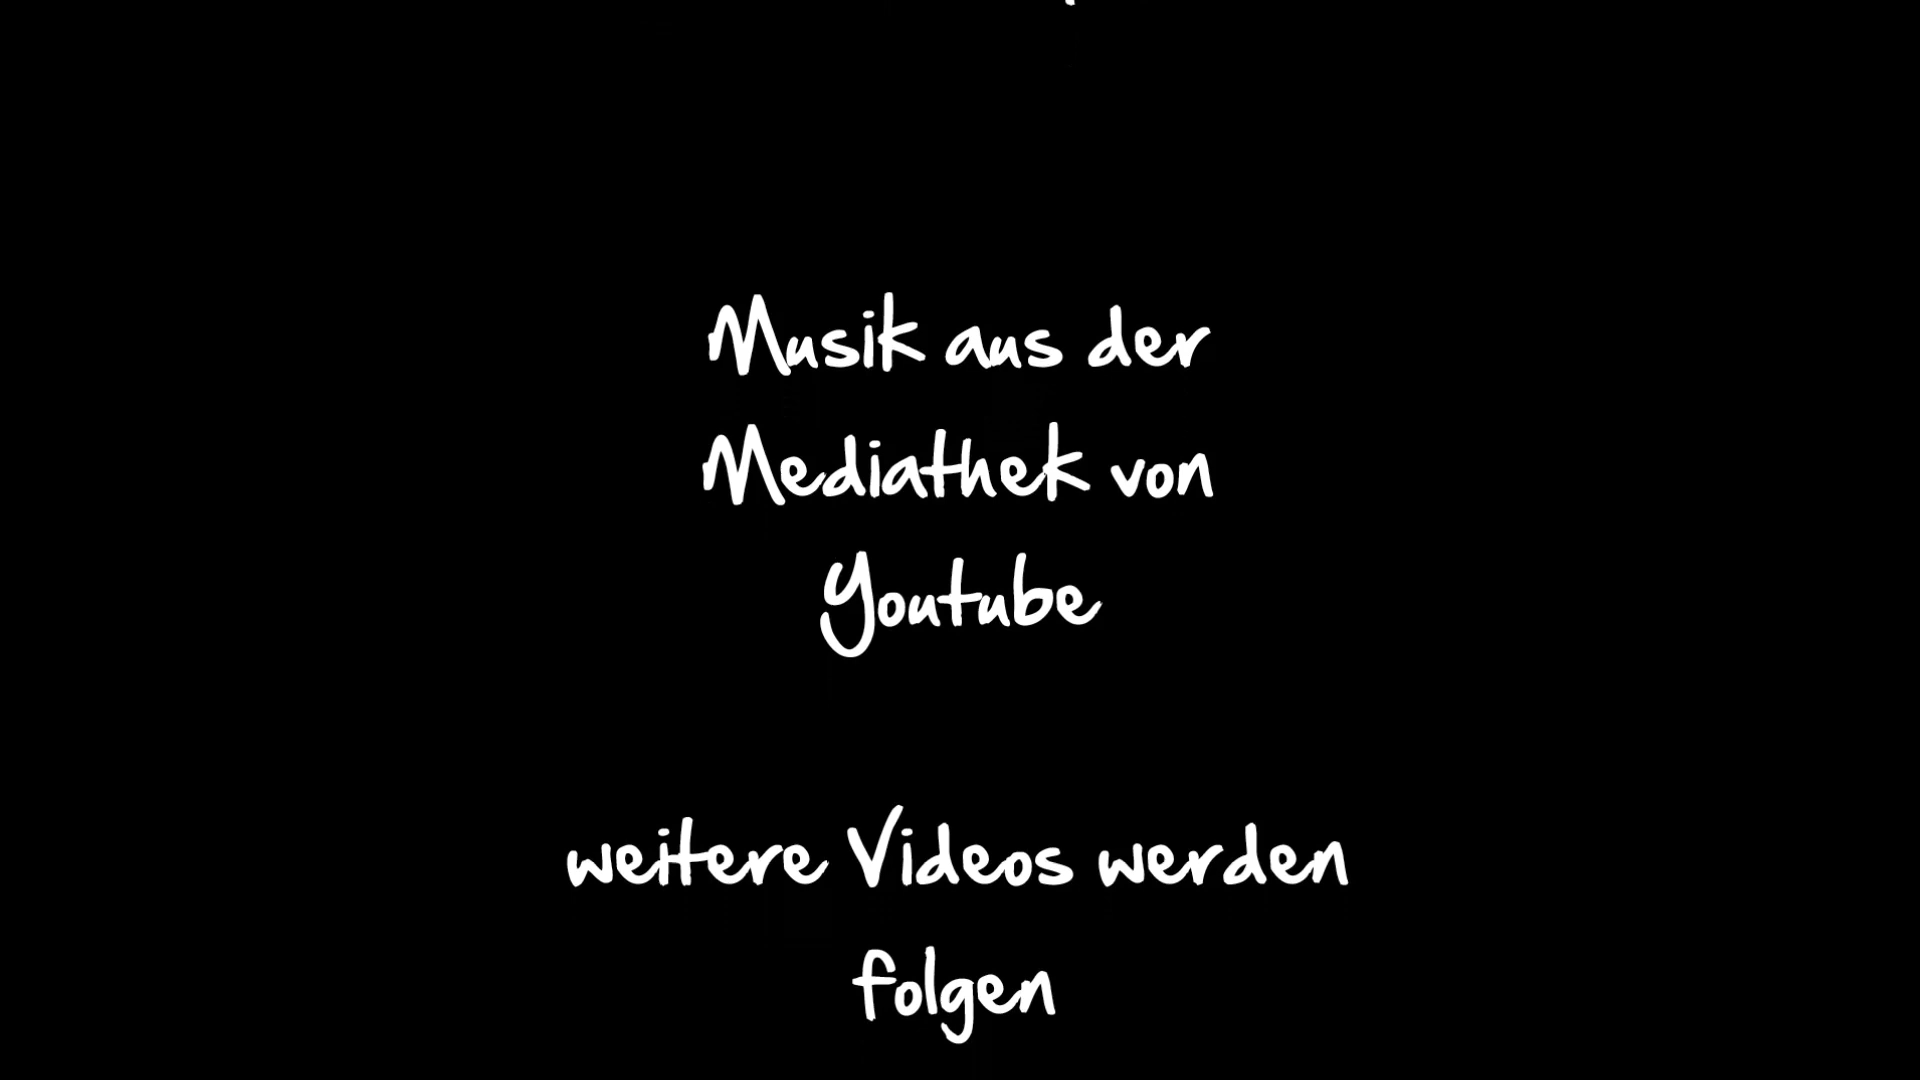 Musik aus der
Mediathek von
Youtube
weitere Videos werden
folgen